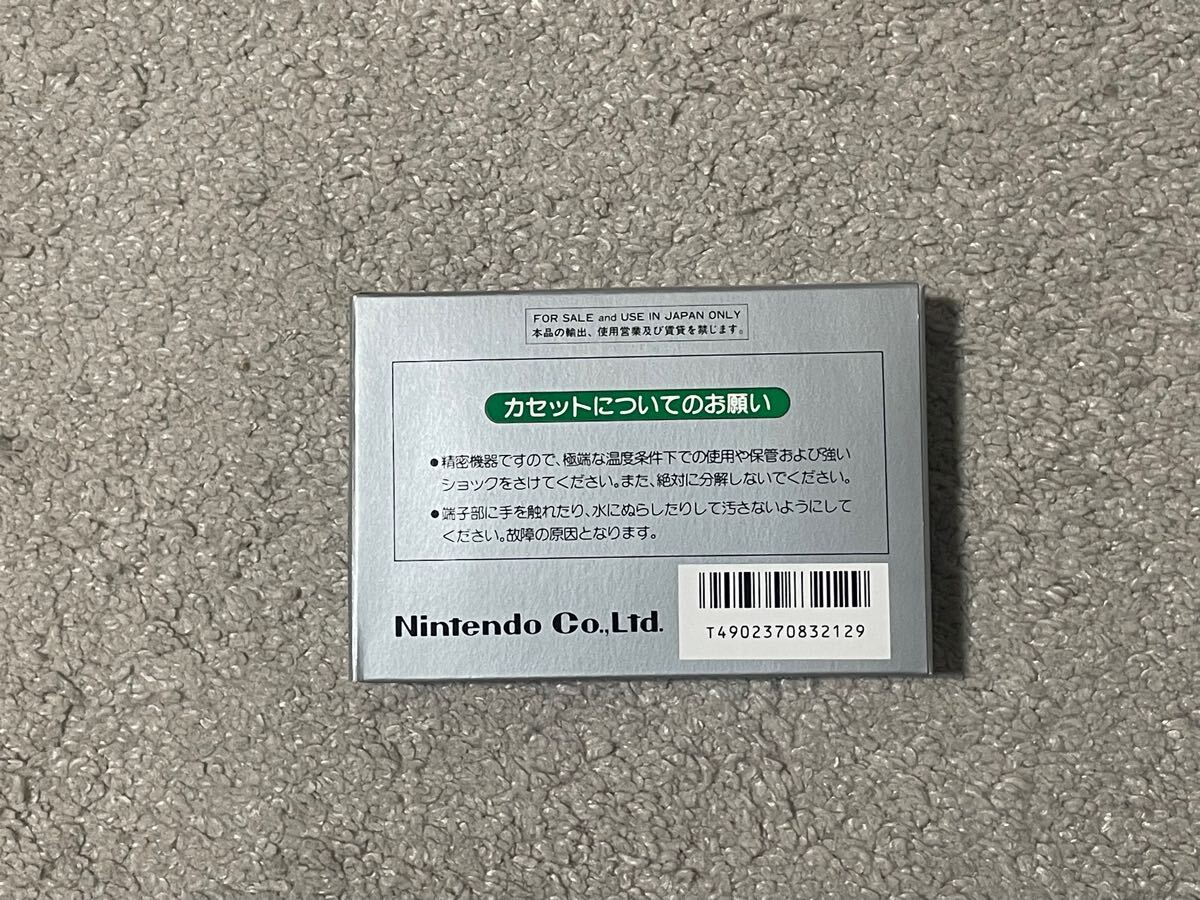 FOR SALE and USE IN JAPAN ONLY
本品の輸出、使用営業及び賃貸を禁じます。
カセットについてのお願い
●精密機器ですので、極端な温度条件下での使用や保管および強い
ショックをさけてください。また、絶対に分解しないでください。
●端子部に手を触れたり、水にぬらしたりして汚さないようにして
ください。故障の原因となります。
Nintendo Co.,Ltd.
T4902370832129